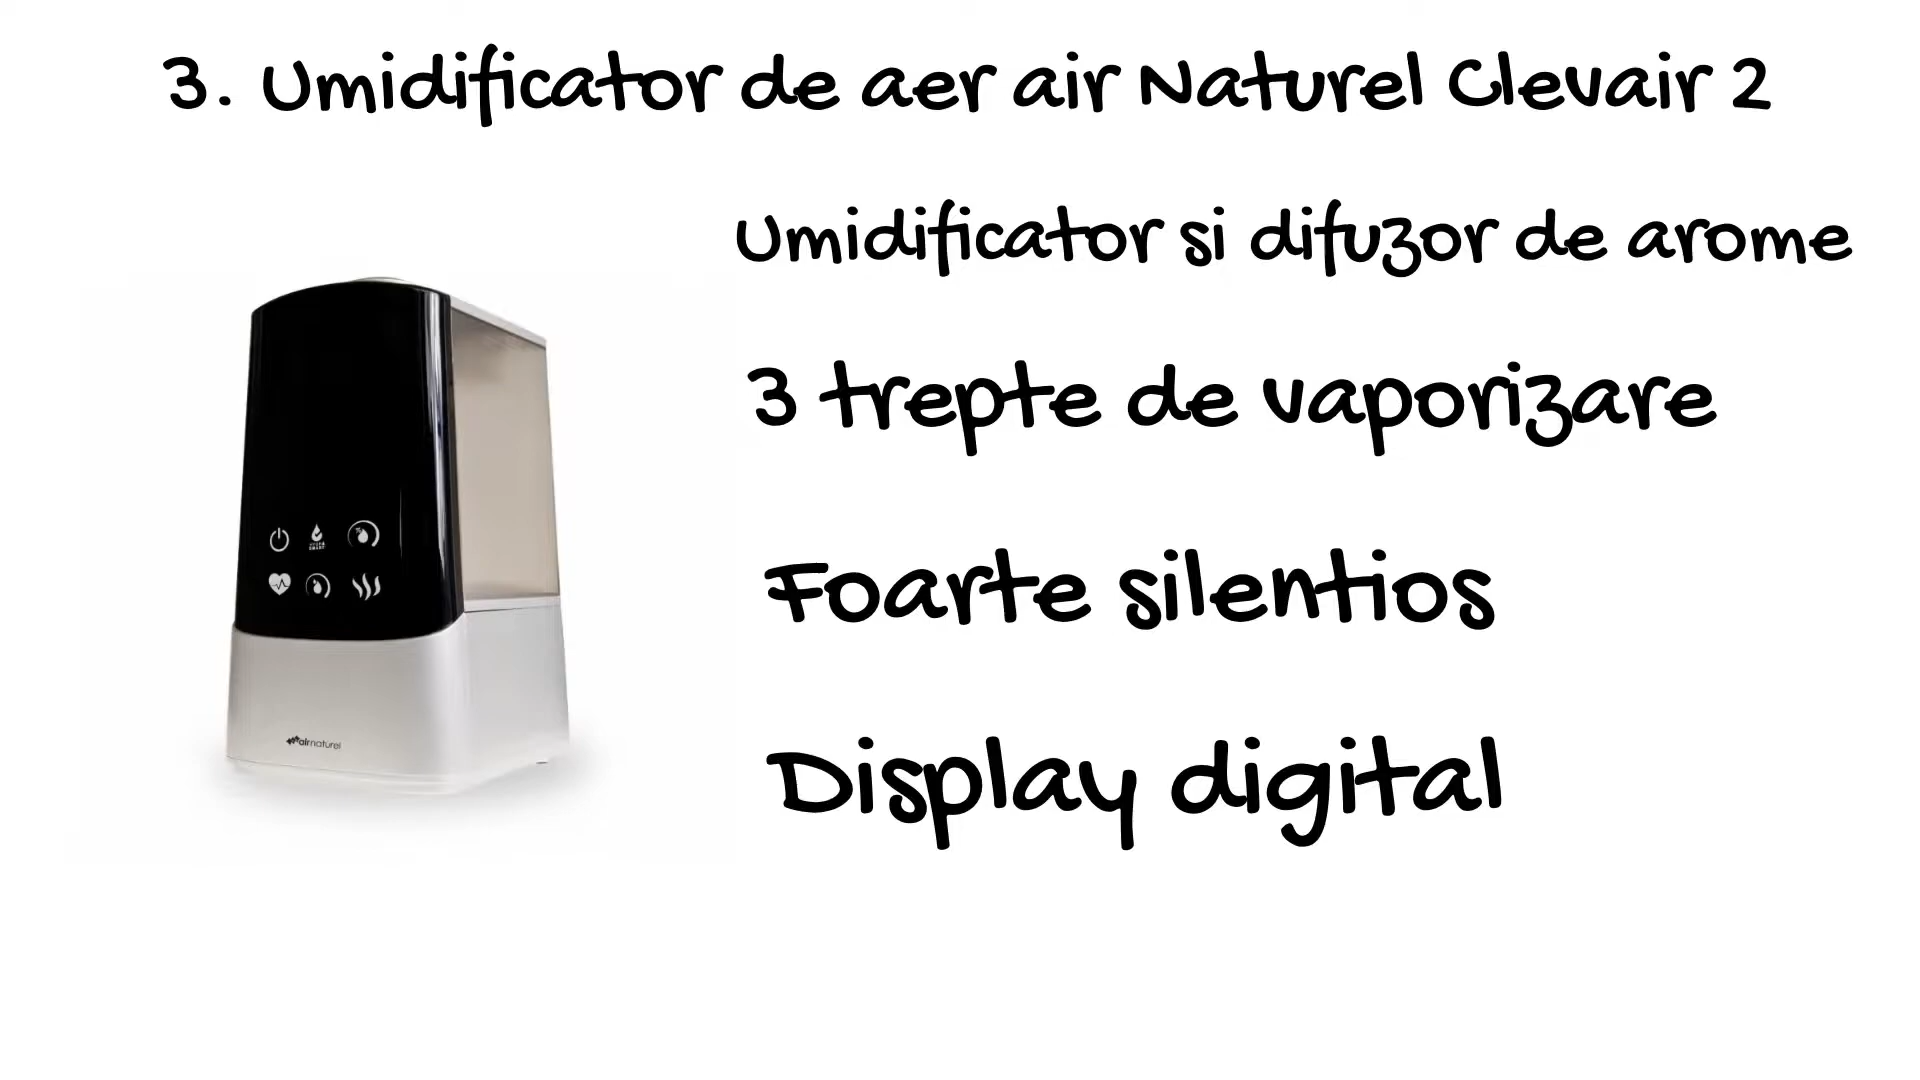 3. Umidificator de aer air Naturel Clevair 2
Umidificator si difuzor de arome
3 trepte de vaporizare
Foarte silentios
Display digital
airnaturel